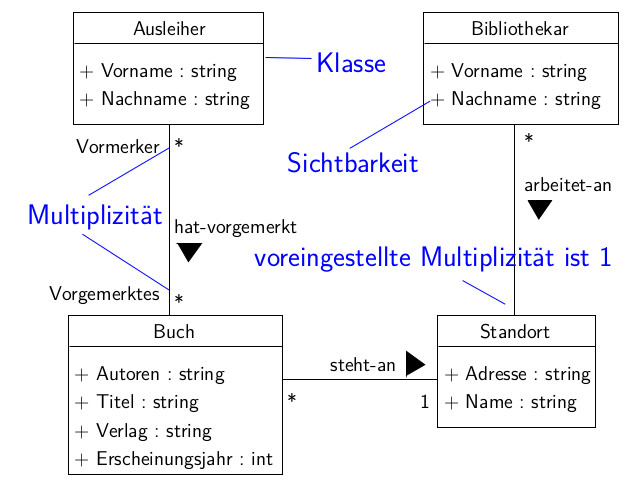 Ausleiher
+ Vorname : string
+ Nachname : string
Klasse
Bibliothekar
+ Vorname : string
+ Nachname : string
Sichtbarkeit
Vormerker
*
Multiplizität
hat-vorgemerkt
Vorgemerktes
*
*
arbeitet-an
voreingestellte Multiplizität ist 1
Buch
+ Autoren : string
+ Titel : string
+ Verlag : string
+ Erscheinungsjahr : int
steht-an
*
1
Standort
+ Adresse : string
+ Name : string